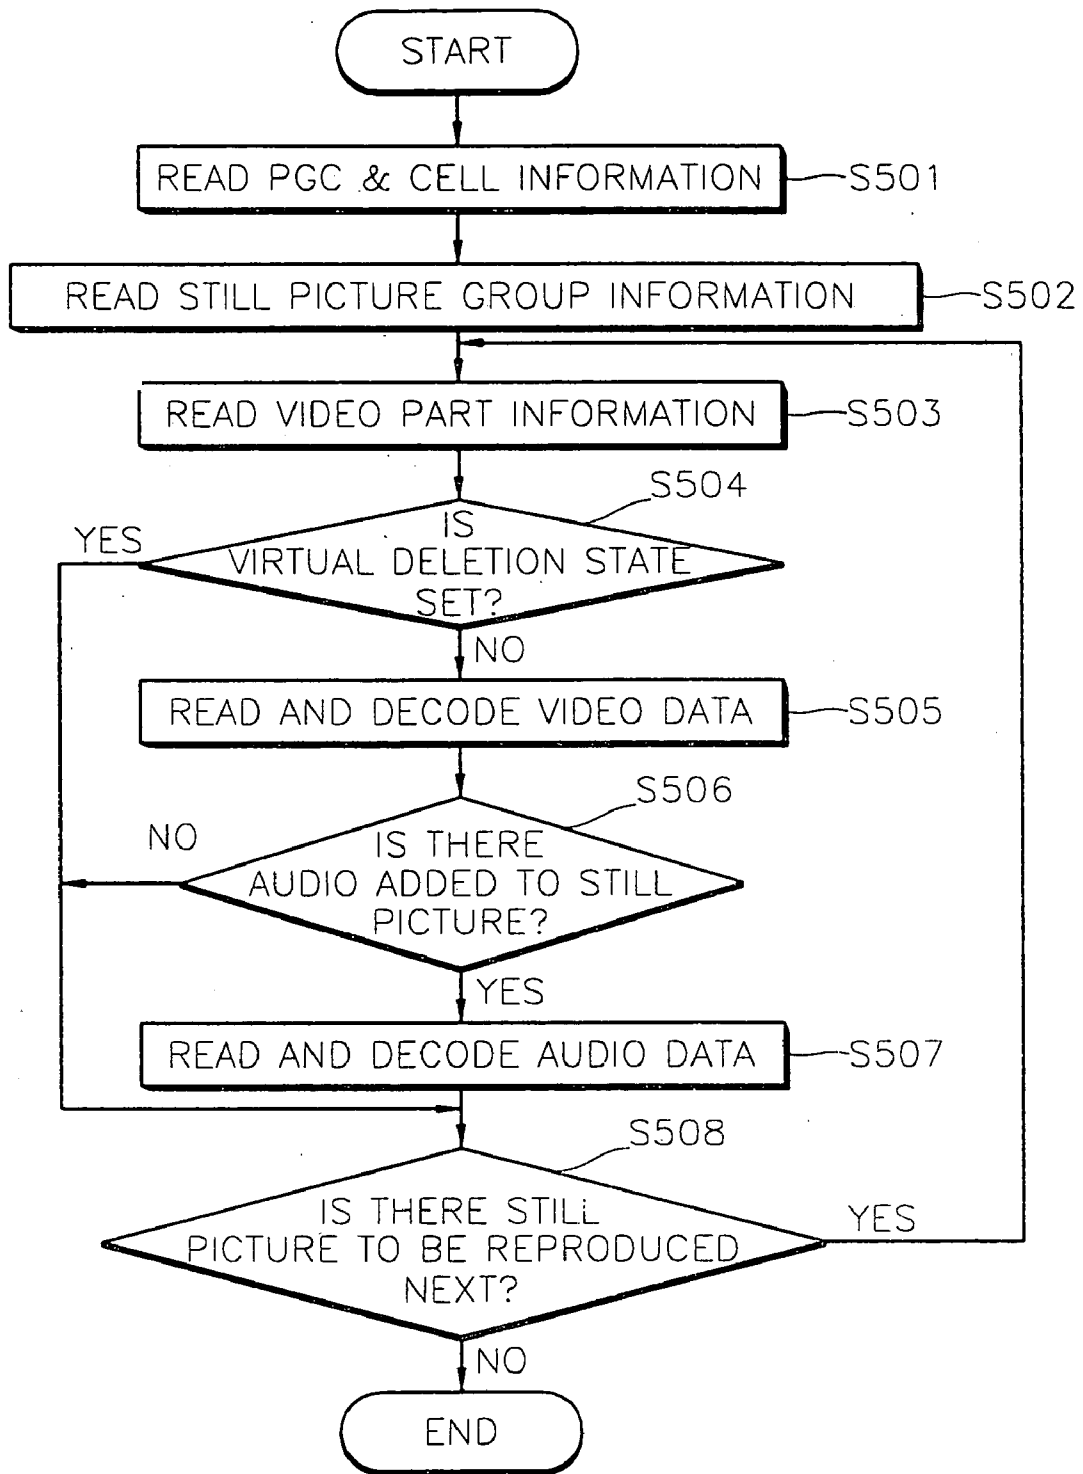 START
READ PGC & CELL INFORMATION
S501
READ STILL PICTURE GROUP INFORMATION
S502
READ VIDEO PART INFORMATION
S503
S504
YES
IS
VIRTUAL DELETION STATE
SET?
NO
READ AND DECODE VIDEO DATA
S505
S506
NO
IS THERE
AUDIO ADDED TO STILL
PICTURE?
YES
READ AND DECODE AUDIO DATA
S507
S508
IS THERE STILL
PICTURE TO BE REPRODUCED
NEXT?
YES
NO
END